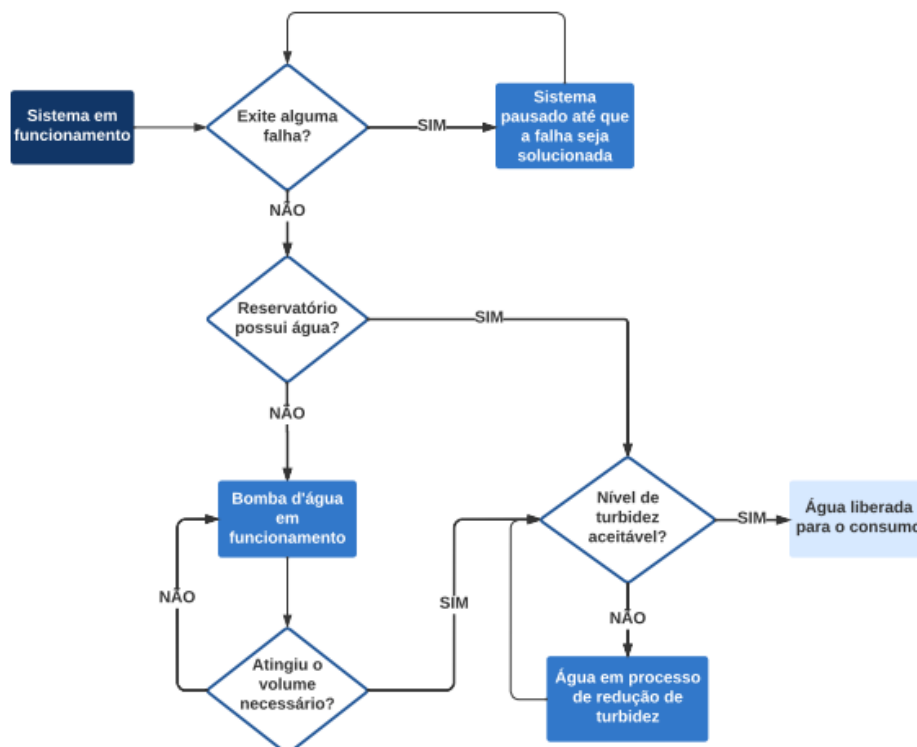 Sistema em
funcionamento
Exite alguma
falha?
SIM
Sistema
pausado até que
a falha seja
solucionada
NÃO
Reservatório
possui água?
SIM
NÃO
Bomba d'água
em
funcionamento
NÃO
Atingiu o
volume
necessário?
SIM
Nível de
turbidez
aceitável?
SIM
Água liberada
para o consumo
NÃO
Água em processo
de redução de
turbidez